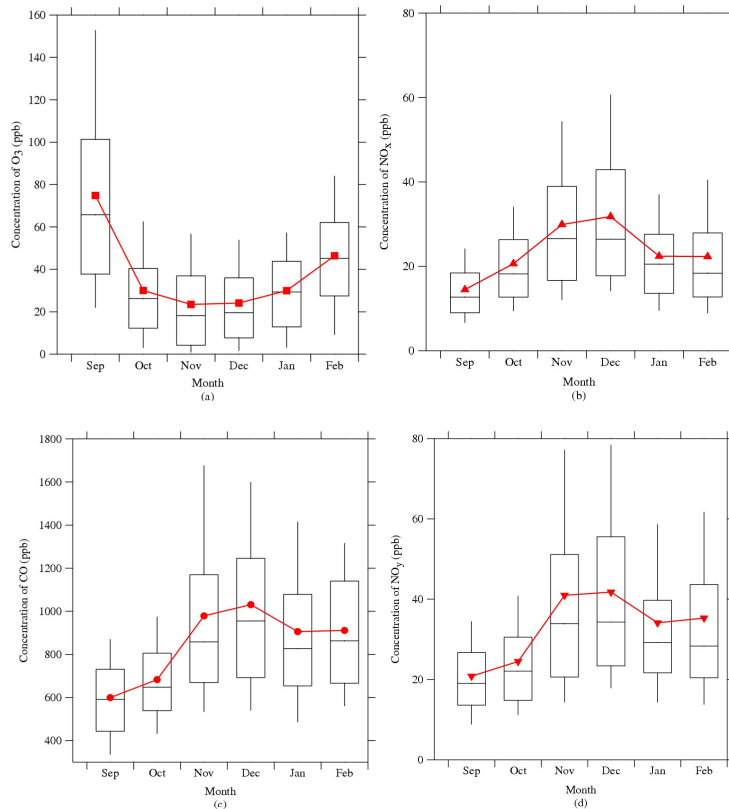 160
140
120
100
80
60
40
20
0
Concentration of O3 (ppb)
Sep Oct Nov Dec Jan Feb
Month
(a)
80
60
40
20
0
Concentration of NOx (ppb)
Sep Oct Nov Dec Jan Feb
Month
(b)
1800
1600
1400
1200
1000
800
600
400
Concentration of CO (ppb)
Sep Oct Nov Dec Jan Feb
Month
(c)
80
60
40
20
0
Concentration of NOy (ppb)
Sep Oct Nov Dec Jan Feb
Month
(d)